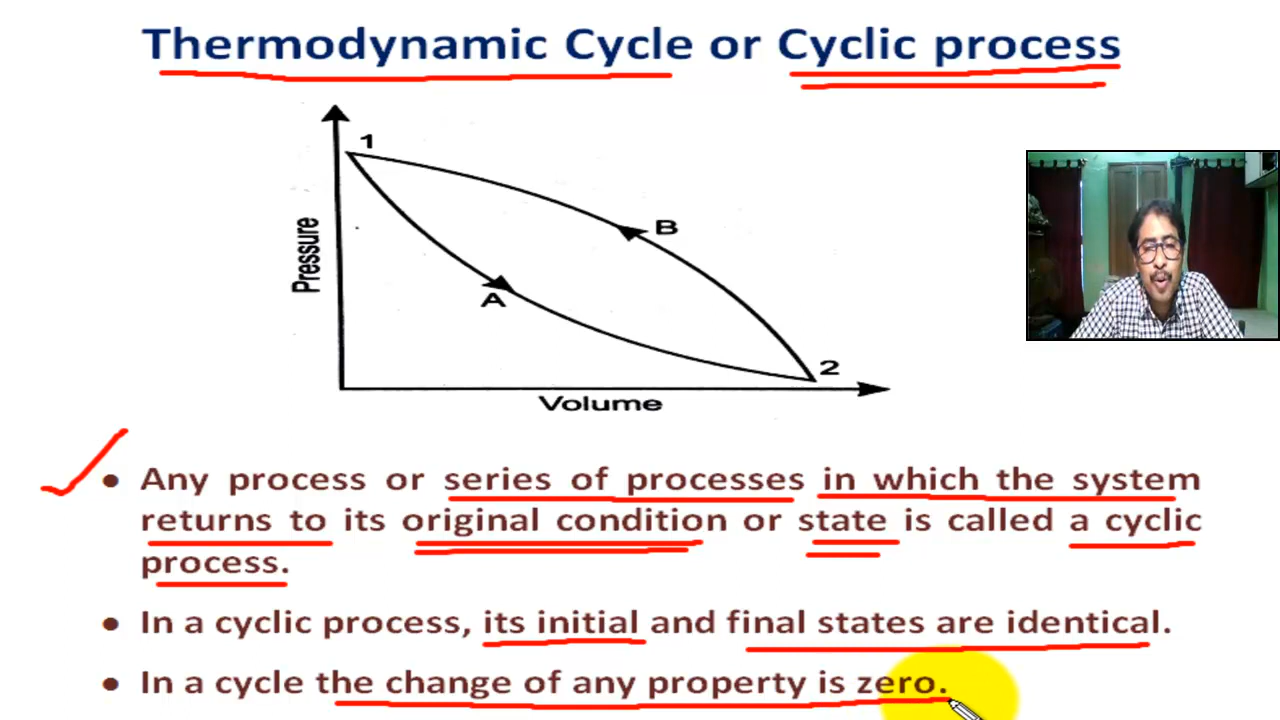 Thermodynamic Cycle or Cyclic process
1
Pressure
B
A
2
Volume
• Any process or series of processes in which the system
returns to its original condition or state is called a cyclic
process.
• In a cyclic process, its initial and final states are identical.
• In a cycle the change of any property is zero.